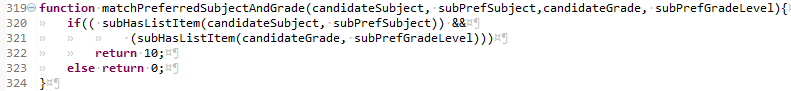 319 function matchPreferredSubjectAndGrade(candidateSubject, subPrefSubject,candidateGrade, subPrefGradeLevel){
320 » if(( subHasListItem(candidateSubject, subPrefSubject)) &&¤¶
321 » » » (subHasListItem(candidateGrade, subPrefGradeLevel)))¤¶
322 » » return 10;¤¶
323 » else return 0;¤¶
324 }¤¶